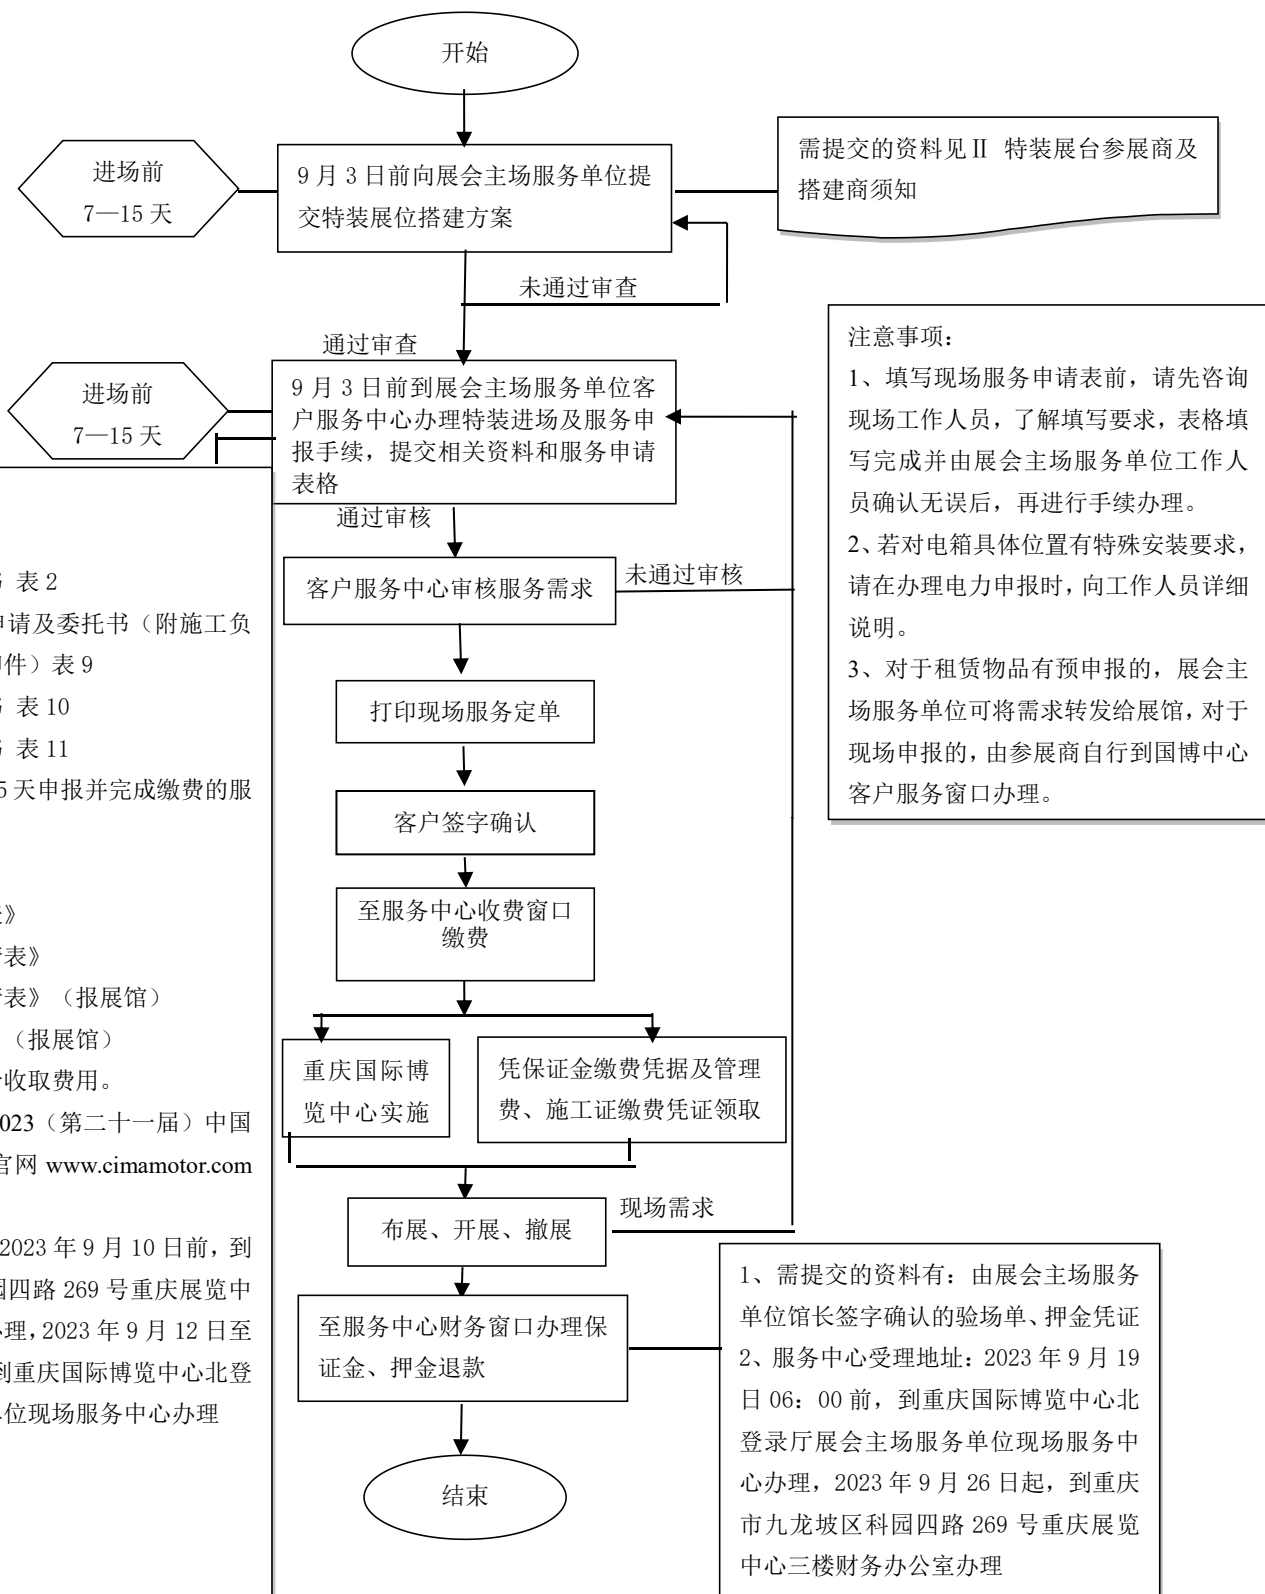 开始
进场前
7—15 天
9 月 3 日前向展会主场服务单位提
交特装展位搭建方案
需提交的资料见Ⅱ 特装展台参展商及
搭建商须知
未通过审查
通过审查
进场前
7—15 天
9 月 3 日前到展会主场服务单位客
户服务中心办理特装进场及服务申
报手续，提交相关资料和服务申请
表格
注意事项：
1、填写现场服务申请表前，请先咨询
现场工作人员，了解填写要求，表格填
写完成并由展会主场服务单位工作人
员确认无误后，再进行手续办理。
2、若对电箱具体位置有特殊安装要求，
请在办理电力申报时，向工作人员详细
说明。
3、对于租赁物品有预申报的，展会主
场服务单位可将需求转发给展馆，对于
现场申报的，由参展商自行到国博中心
客户服务窗口办理。
通过审核
客户服务中心审核服务需求
未通过审核
打印现场服务定单
客户签字确认
至服务中心收费窗口
缴费
重庆国际博
览中心实施
凭保证金缴费凭据及管理
费、施工证缴费凭证领取
布展、开展、撤展
现场需求
至服务中心财务窗口办理保
证金、押金退款
结束
表 2
申请及委托书（附施工负
印件）表 9
表 10
表 11
5 天申报并完成缴费的服
表》
请表》
请表》（报展馆）
（报展馆）
收取费用。
023（第二十一届）中国
官网 www.cimamotor.com
2023 年 9 月 10 日前，到
园四路 269 号重庆展览中
办理，2023 年 9 月 12 日至
到重庆国际博览中心北登
单位现场服务中心办理
1、需提交的资料有：由展会主场服务
单位馆长签字确认的验场单、押金凭证
2、服务中心受理地址：2023 年 9 月 19
日 06：00 前，到重庆国际博览中心北
登录厅展会主场服务单位现场服务中
心办理，2023 年 9 月 26 日起，到重庆
市九龙坡区科园四路 269 号重庆展览
中心三楼财务办公室办理